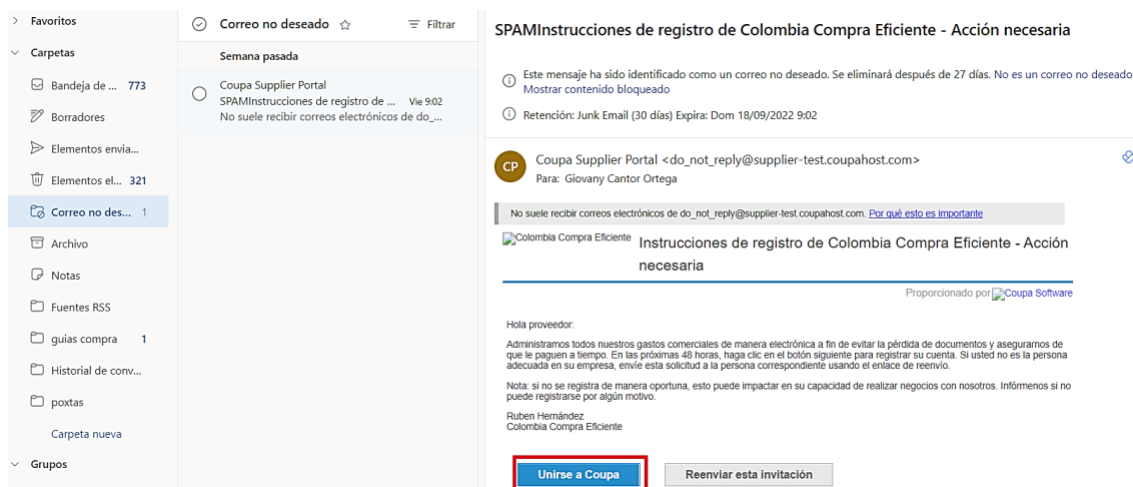 Favoritos
Carpetas
Bandeja de ... 773
Borradores
Elementos envia...
Elementos el... 321
Correo no des... 1
Archivo
Notas
Fuentes RSS
guias compra 1
Historial de conv...
poxtas
Carpeta nueva
Grupos
Correo no deseado
Filtrar
Semana pasada
Coupa Supplier Portal
SPAMInstrucciones de registro de ... Vie 9:02
No suele recibir correos electrónicos de do_...
SPAMInstrucciones de registro de Colombia Compra Eficiente - Acción necesaria
Este mensaje ha sido identificado como un correo no deseado. Se eliminará después de 27 días. No es un correo no deseado
Mostrar contenido bloqueado
Retención: Junk Email (30 días) Expira: Dom 18/09/2022 9:02
CP
Coupa Supplier Portal <do_not_reply@supplier-test.coupahost.com>
Para: Giovany Cantor Ortega
No suele recibir correos electrónicos de do_not_reply@supplier-test.coupahost.com. Por qué esto es importante
Colombia Compra Eficiente
Instrucciones de registro de Colombia Compra Eficiente - Acción
necesaria
Proporcionado por Coupa Software
Hola proveedor:
Administramos todos nuestros gastos comerciales de manera electrónica a fin de evitar la pérdida de documentos y asegurarnos de
que le paguen a tiempo. En las próximas 48 horas, haga clic en el botón siguiente para registrar su cuenta. Si usted no es la persona
adecuada en su empresa, envíe esta solicitud a la persona correspondiente usando el enlace de reenvío.
Nota: si no se registra de manera oportuna, esto puede impactar en su capacidad de realizar negocios con nosotros. Infórmenos si no
puede registrarse por algún motivo.
Ruben Hernández
Colombia Compra Eficiente
Unirse a Coupa
Reenviar esta invitación